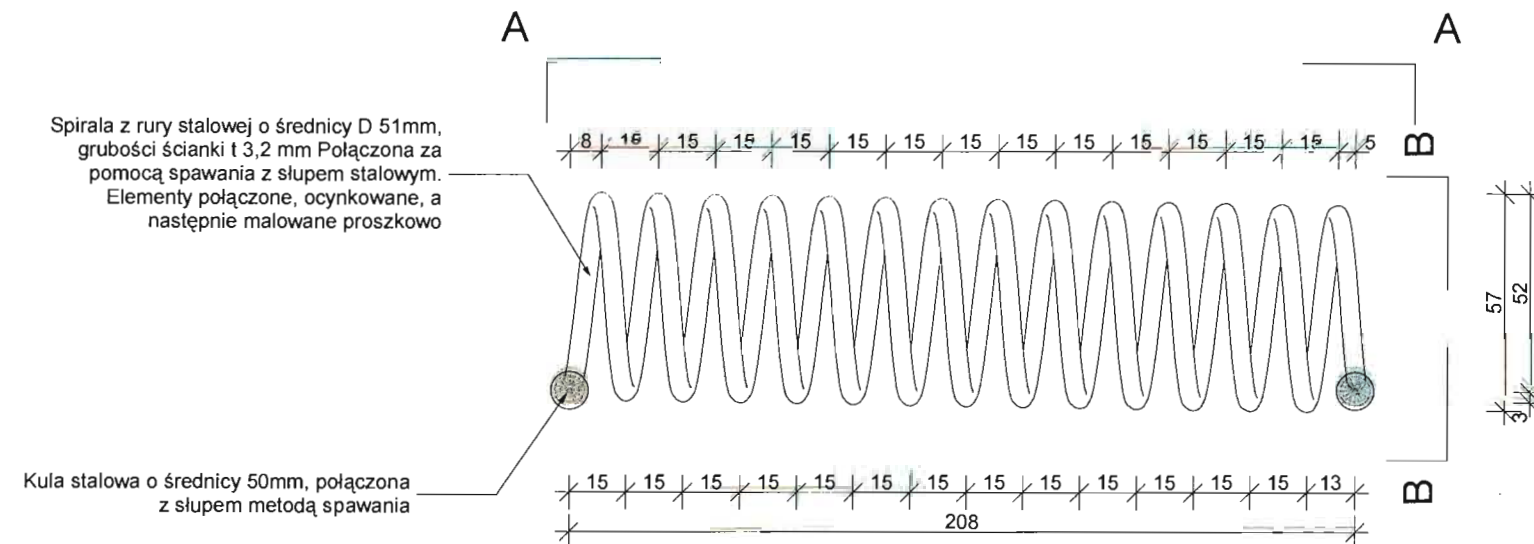 A
A
Spirala z rury stalowej o średnicy D 51mm,
grubości ścianki t 3,2 mm Połączona za
pomocą spawania z słupem stalowym.
Elementy połączone, ocynkowane, a
następnie malowane proszkowo
8 15 15 15 15 15 15 15 15 15 15 15 15 15 5
B
57
52
3
Kula stalowa o średnicy 50mm, połączona
z słupem metodą spawania
15 15 15 15 15 15 15 15 15 15 15 15 15 13
B
208